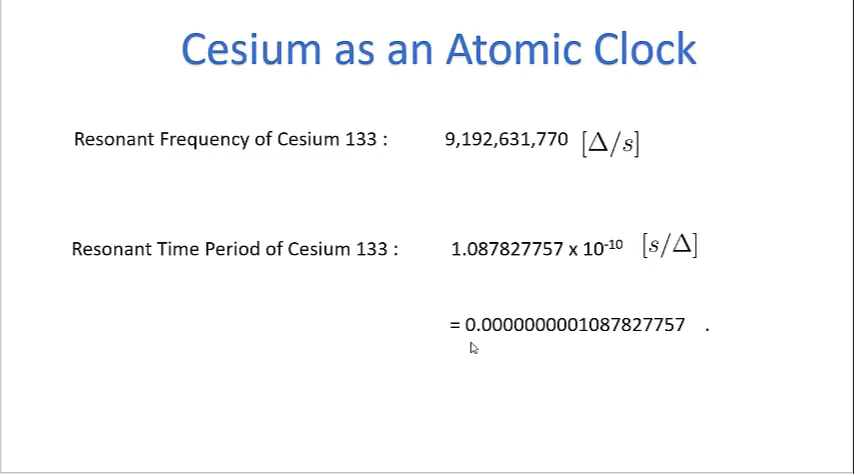 Cesium as an Atomic Clock
Resonant Frequency of Cesium 133 : 9,192,631,770 [Δ/s]
Resonant Time Period of Cesium 133 : 1.087827757 x 10⁻¹⁰ [s/Δ]
= 0.0000000001087827757 .